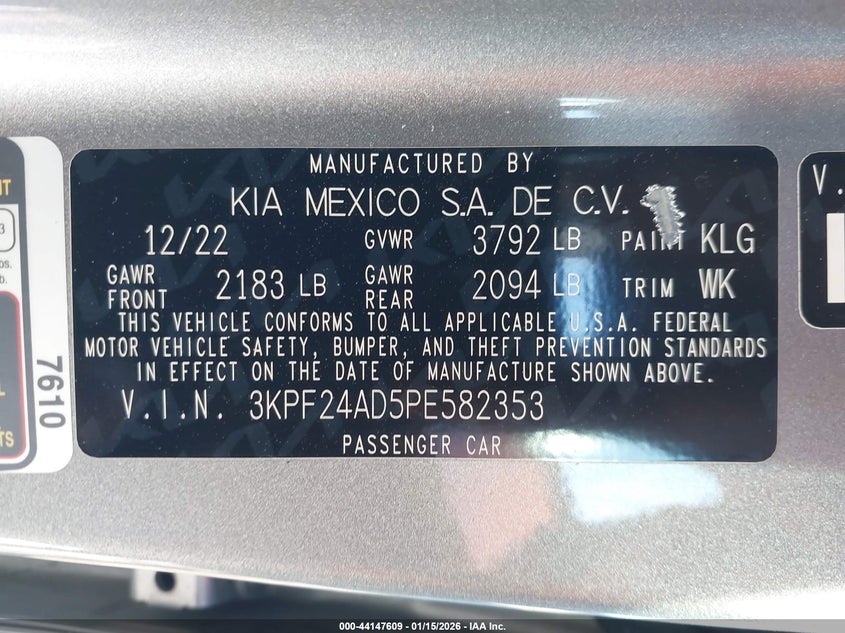 MANUFACTURED BY
KIA MEXICO S.A. DE C.V.
12/22 GVWR 3792 LB PAINT KLG
GAWR FRONT 2183 LB GAWR REAR 2094 LB TRIM WK
THIS VEHICLE CONFORMS TO ALL APPLICABLE U.S.A. FEDERAL
MOTOR VEHICLE SAFETY, BUMPER, AND THEFT PREVENTION STANDARDS
IN EFFECT ON THE DATE OF MANUFACTURE SHOWN ABOVE.
V.I.N. 3KPF24AD5PE582353
PASSENGER CAR
7610
3
V.
000-44147609 - 01/15/2026 - IAA Inc.